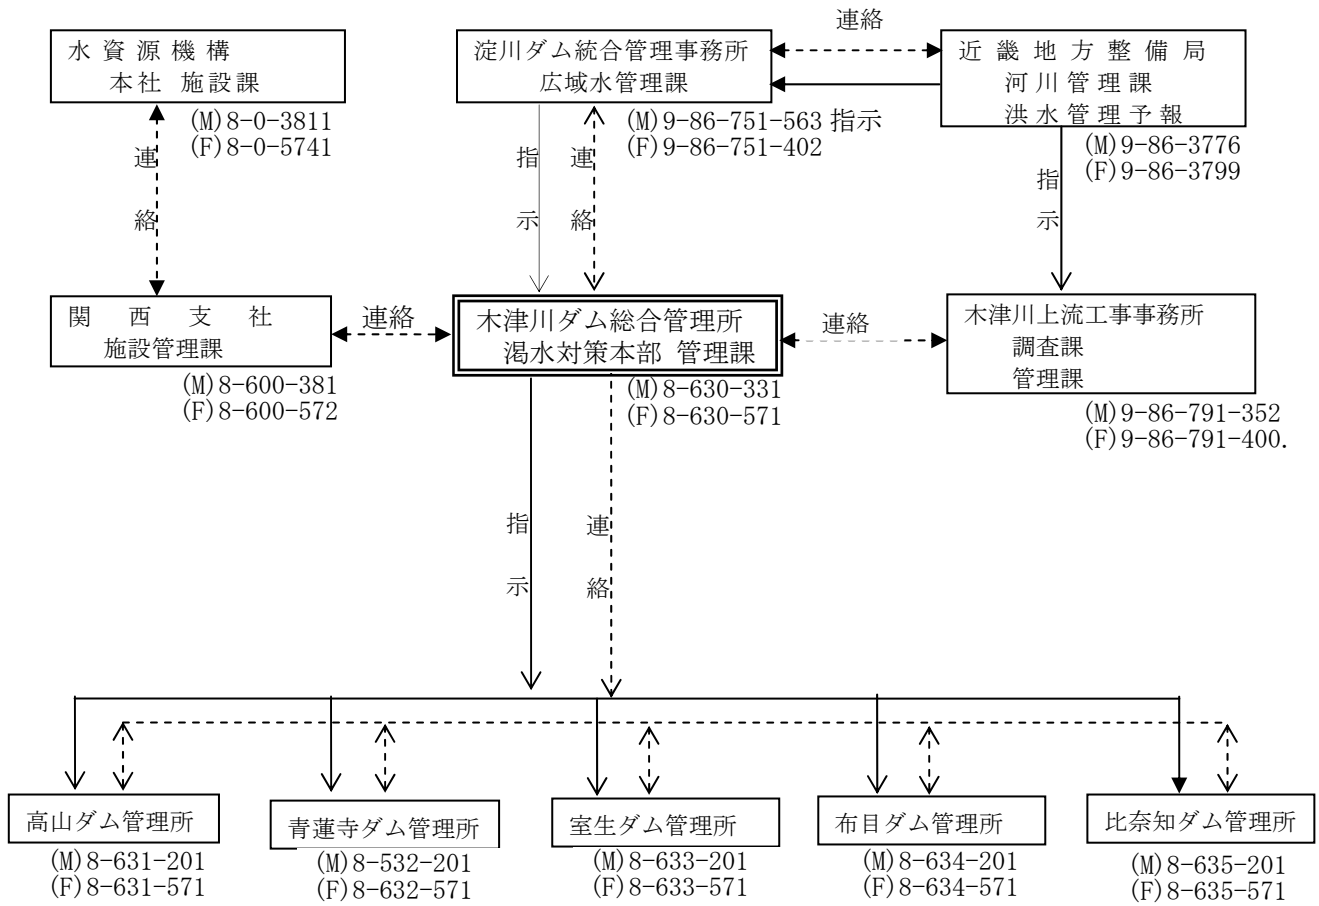 連絡
水資源機構
本社 施設課
(M)8-0-3811
(F)8-0-5741
連
絡
淀川ダム統合管理事務所
広域水管理課
(M)9-86-751-563 指示
(F)9-86-751-402
指
示
連
絡
近畿地方整備局
河川管理課
洪水管理予報
(M)9-86-3776
(F)9-86-3799
指
示
関西支社
施設管理課
(M)8-600-381
(F)8-600-572
連絡
木津川ダム総合管理所
渇水対策本部 管理課
(M)8-630-331
(F)8-630-571
連絡
木津川上流工事事務所
調査課
管理課
(M)9-86-791-352
(F)9-86-791-400.
指
示
連
絡
高山ダム管理所
(M)8-631-201
(F)8-631-571
青蓮寺ダム管理所
(M)8-532-201
(F)8-632-571
室生ダム管理所
(M)8-633-201
(F)8-633-571
布目ダム管理所
(M)8-634-201
(F)8-634-571
比奈知ダム管理所
(M)8-635-201
(F)8-635-571